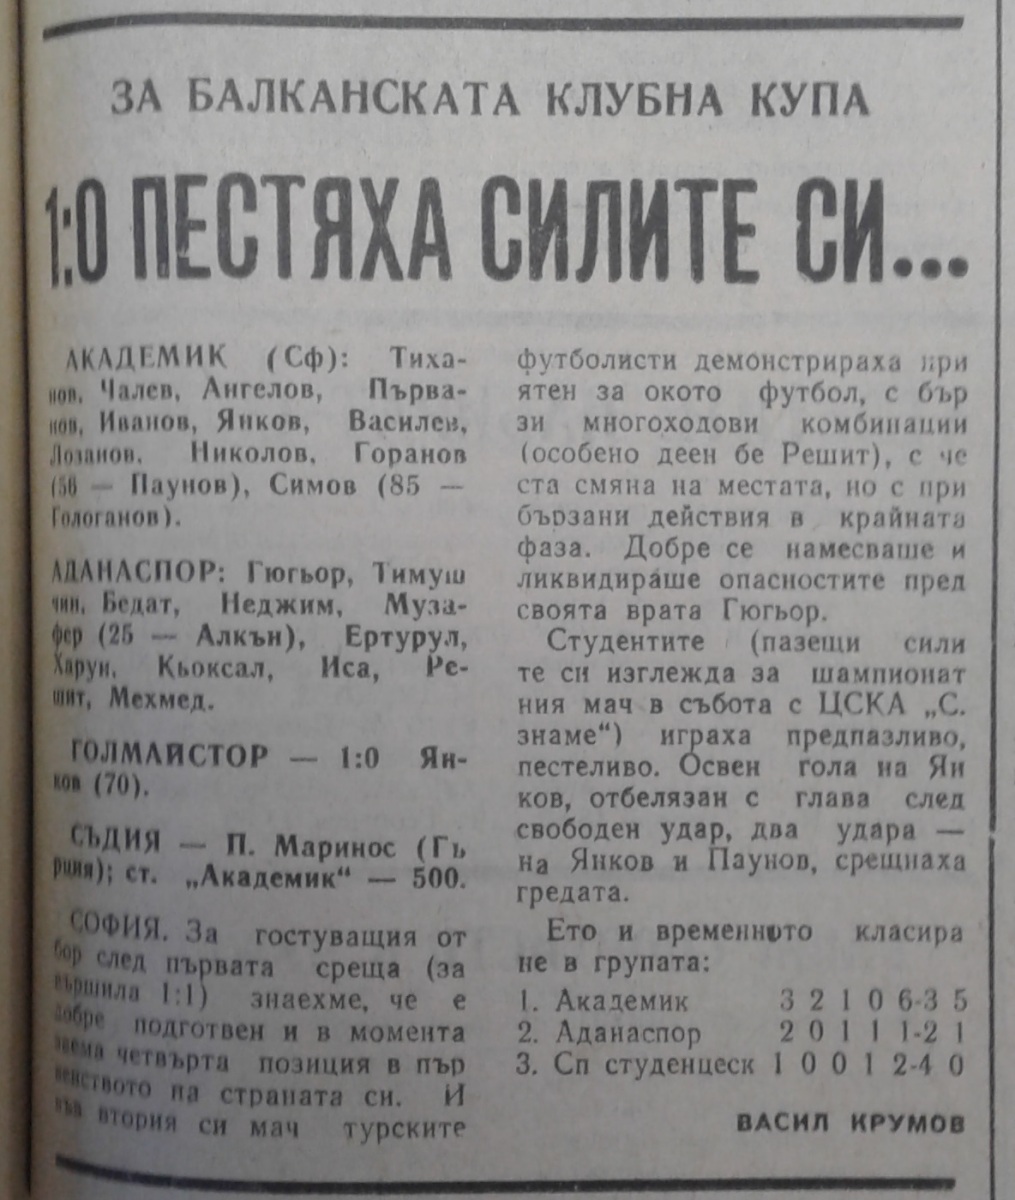 ЗА БАЛКАНСКАТА КЛУБНА КУПА
1:0 ПЕСТЯХА СИЛИТЕ СИ...
АКАДЕМИК (Сф): Тиха-
нов, Чалев, Ангелов, Първа-
нов, Иванов, Янков, Василев,
Лозанов, Николов, Горанов
(56 — Паунов), Симов (85 —
Гологанов).
АДАНАСПОР: Гюгьор, Тимуш
чин, Бедат, Неджим, Муза-
фер (25 — Алкън), Ертурул,
Харун, Кьоксал, Иса, Ре-
шит, Мехмед.
ГОЛМАЙСТОР — 1:0 Ян-
ков (70).
СЪДИЯ — П. Маринос (Гъ
рция); ст. „Академик“ — 500.
СОФИЯ. За гостуващия от
бор след първата среща (за
вършила 1:1) знаехме, че е
добре подготвен и в момента
заема четвърта позиция в пър
венството на страната си. И
във втория си мач турските
футболисти демонстрираха при
ятен за окото футбол, с бър
зи многоходови комбинации
(особено деен бе Решит), с че
ста смяна на местата, но с при
бързани действия в крайната
фаза. Добре се намесваше и
ликвидираше опасностите пред
своята врата Гюгьор.
Студентите (пазещи сили
те си изглежда за шампионат
ния мач в събота с ЦСКА „С.
знаме“) играха предпазливо,
пестеливо. Освен гола на Ян
ков, отбелязан с глава след
свободен удар, два удара —
на Янков и Паунов, срещнаха
гредата.
Ето и временното класира
не в групата:
1. Академик 3 2 1 0 6-3 5
2. Аданаспор 2 0 1 1 1-2 1
3. Сп студенцеск 1 0 0 1 2-4 0
ВАСИЛ КРУМОВ